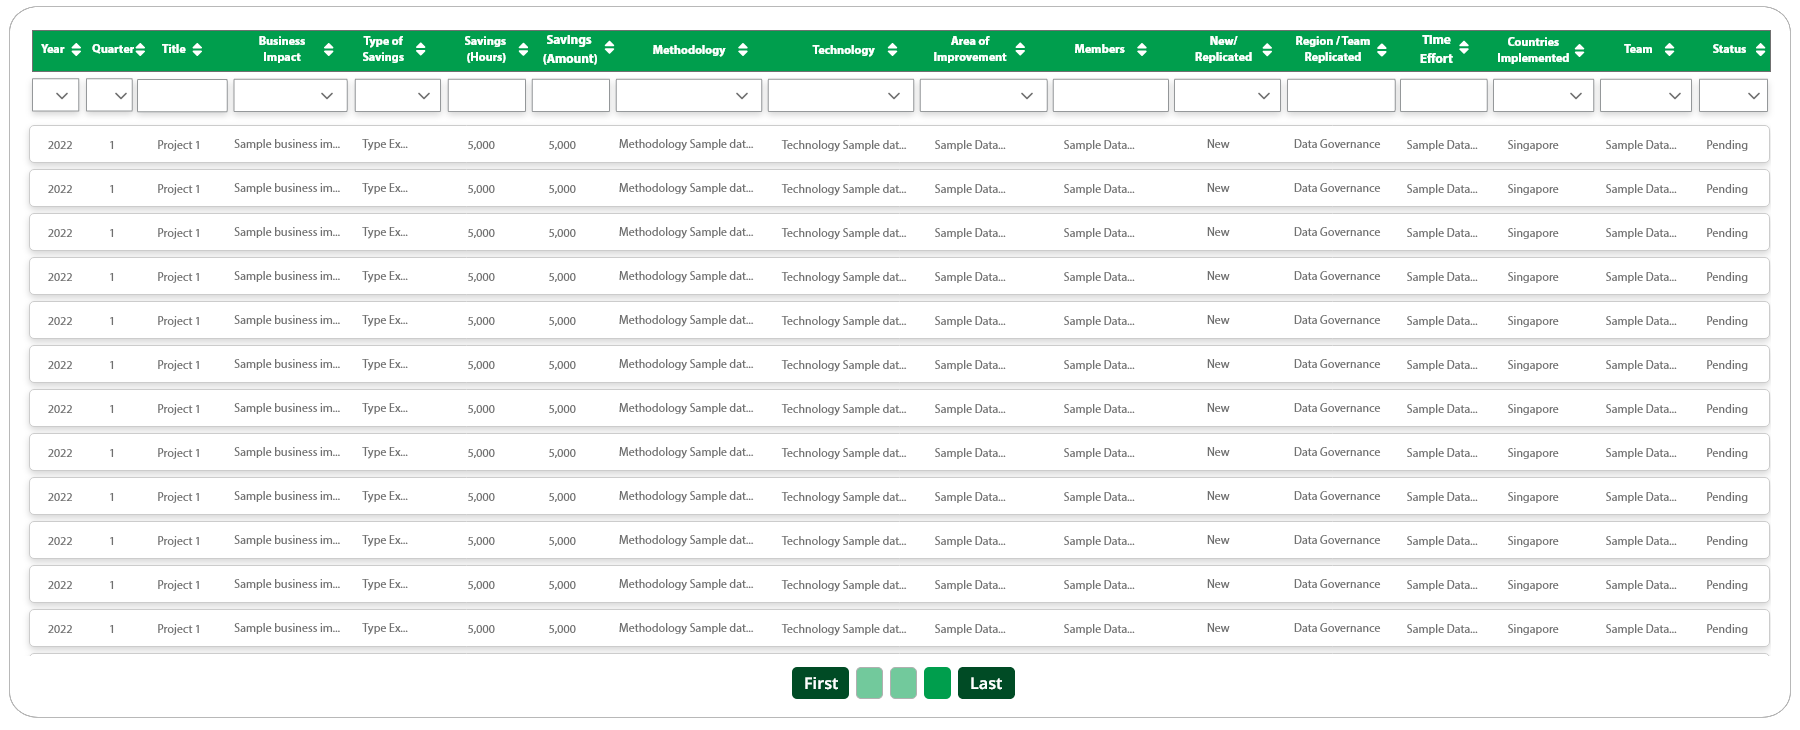 Year Quarter Title Business Impact Type of Savings Savings (Hours) Savings (Amount) Methodology Technology Area of Improvement Members New/ Replicated Region / Team Replicated Time Effort Countries Implemented Team Status
2022 1 Project 1 Sample business im... Type Ex... 5,000 5,000 Methodology Sample dat... Technology Sample dat... Sample Data... Sample Data... New Data Governance Sample Data... Singapore Sample Data... Pending
2022 1 Project 1 Sample business im... Type Ex... 5,000 5,000 Methodology Sample dat... Technology Sample dat... Sample Data... Sample Data... New Data Governance Sample Data... Singapore Sample Data... Pending
2022 1 Project 1 Sample business im... Type Ex... 5,000 5,000 Methodology Sample dat... Technology Sample dat... Sample Data... Sample Data... New Data Governance Sample Data... Singapore Sample Data... Pending
2022 1 Project 1 Sample business im... Type Ex... 5,000 5,000 Methodology Sample dat... Technology Sample dat... Sample Data... Sample Data... New Data Governance Sample Data... Singapore Sample Data... Pending
2022 1 Project 1 Sample business im... Type Ex... 5,000 5,000 Methodology Sample dat... Technology Sample dat... Sample Data... Sample Data... New Data Governance Sample Data... Singapore Sample Data... Pending
2022 1 Project 1 Sample business im... Type Ex... 5,000 5,000 Methodology Sample dat... Technology Sample dat... Sample Data... Sample Data... New Data Governance Sample Data... Singapore Sample Data... Pending
2022 1 Project 1 Sample business im... Type Ex... 5,000 5,000 Methodology Sample dat... Technology Sample dat... Sample Data... Sample Data... New Data Governance Sample Data... Singapore Sample Data... Pending
2022 1 Project 1 Sample business im... Type Ex... 5,000 5,000 Methodology Sample dat... Technology Sample dat... Sample Data... Sample Data... New Data Governance Sample Data... Singapore Sample Data... Pending
2022 1 Project 1 Sample business im... Type Ex... 5,000 5,000 Methodology Sample dat... Technology Sample dat... Sample Data... Sample Data... New Data Governance Sample Data... Singapore Sample Data... Pending
2022 1 Project 1 Sample business im... Type Ex... 5,000 5,000 Methodology Sample dat... Technology Sample dat... Sample Data... Sample Data... New Data Governance Sample Data... Singapore Sample Data... Pending
2022 1 Project 1 Sample business im... Type Ex... 5,000 5,000 Methodology Sample dat... Technology Sample dat... Sample Data... Sample Data... New Data Governance Sample Data... Singapore Sample Data... Pending
2022 1 Project 1 Sample business im... Type Ex... 5,000 5,000 Methodology Sample dat... Technology Sample dat... Sample Data... Sample Data... New Data Governance Sample Data... Singapore Sample Data... Pending
First Last